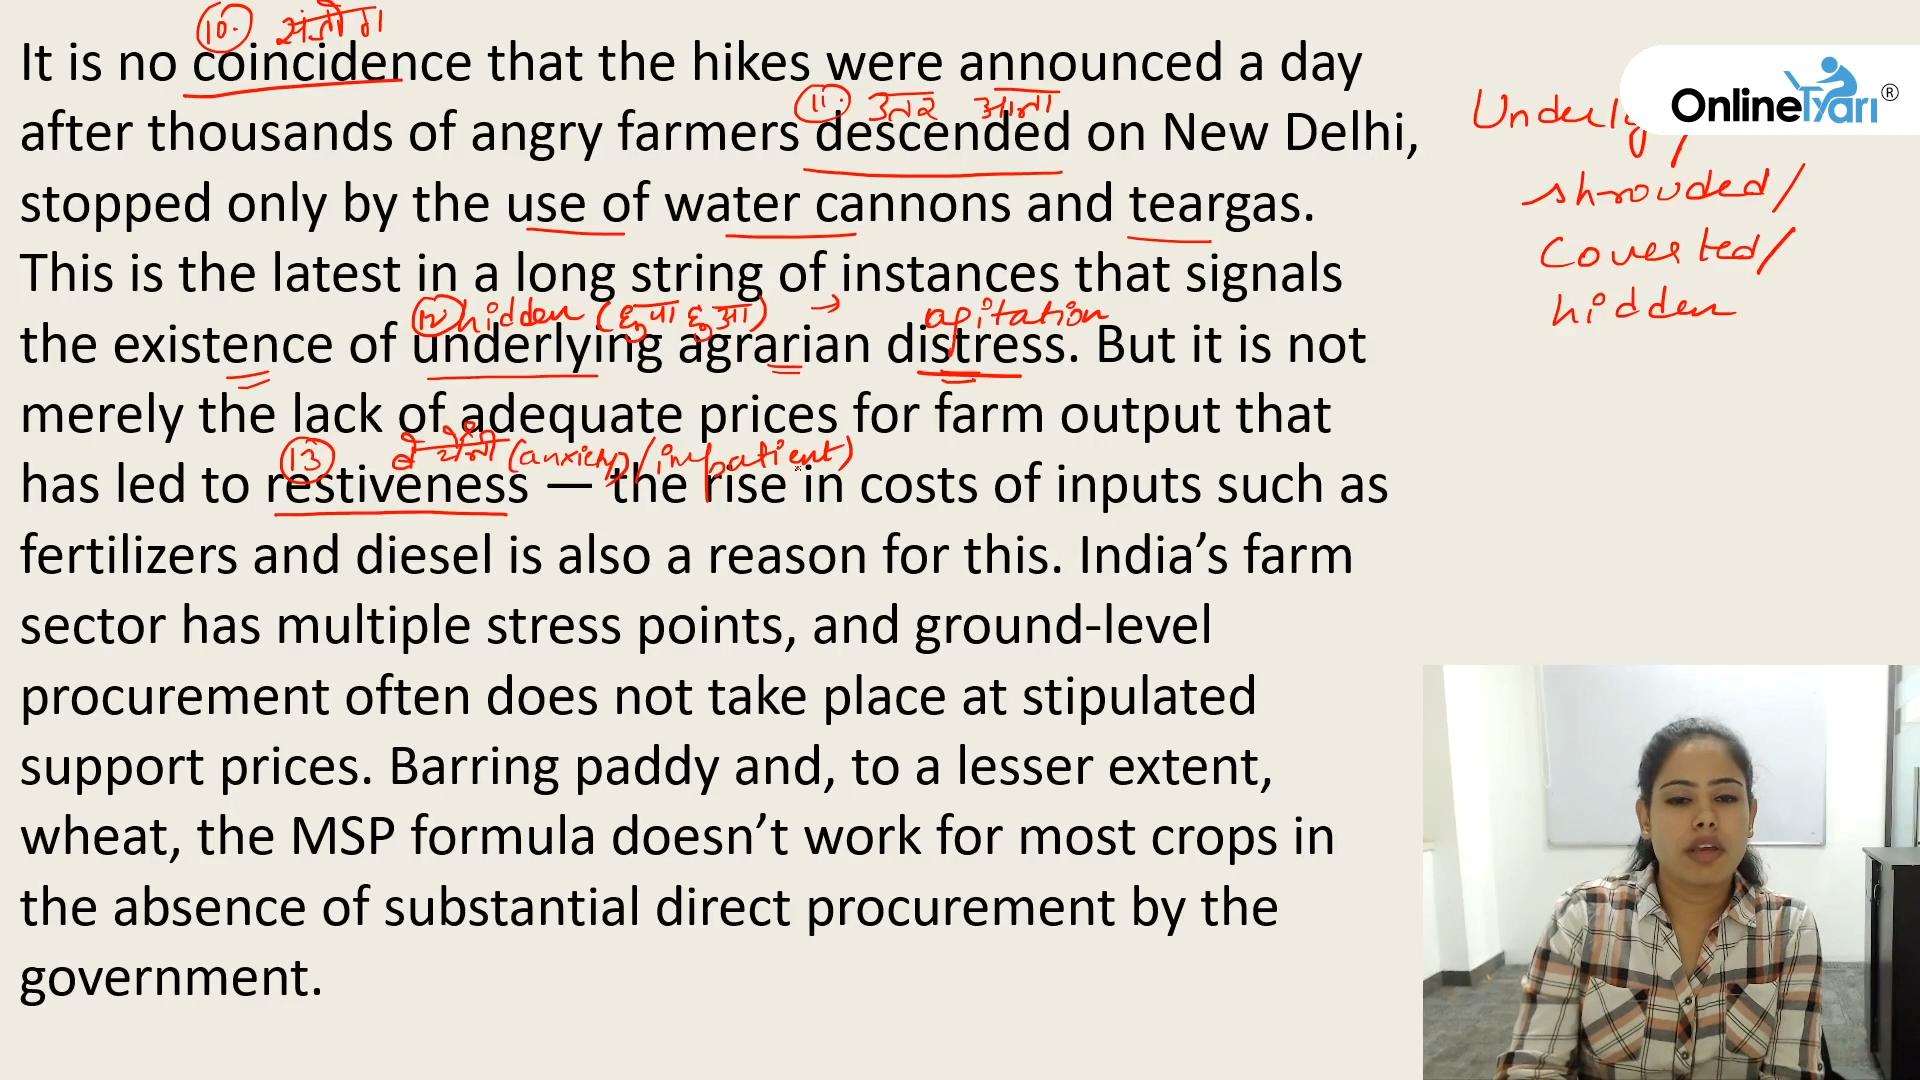 10. संजोग
It is no coincidence that the hikes were announced a day
11. उतर आना
after thousands of angry farmers descended on New Delhi,
stopped only by the use of water cannons and teargas.
This is the latest in a long string of instances that signals
12 hidden (छुपा हुआ) → agitation
the existence of underlying agrarian distress. But it is not
merely the lack of adequate prices for farm output that
13 बेचैनी (anxiety)/impatient)
has led to restiveness — the rise in costs of inputs such as
fertilizers and diesel is also a reason for this. India’s farm
sector has multiple stress points, and ground-level
procurement often does not take place at stipulated
support prices. Barring paddy and, to a lesser extent,
wheat, the MSP formula doesn’t work for most crops in
the absence of substantial direct procurement by the
government.
OnlineTyari®
shrouded/
Coverted/
hidden